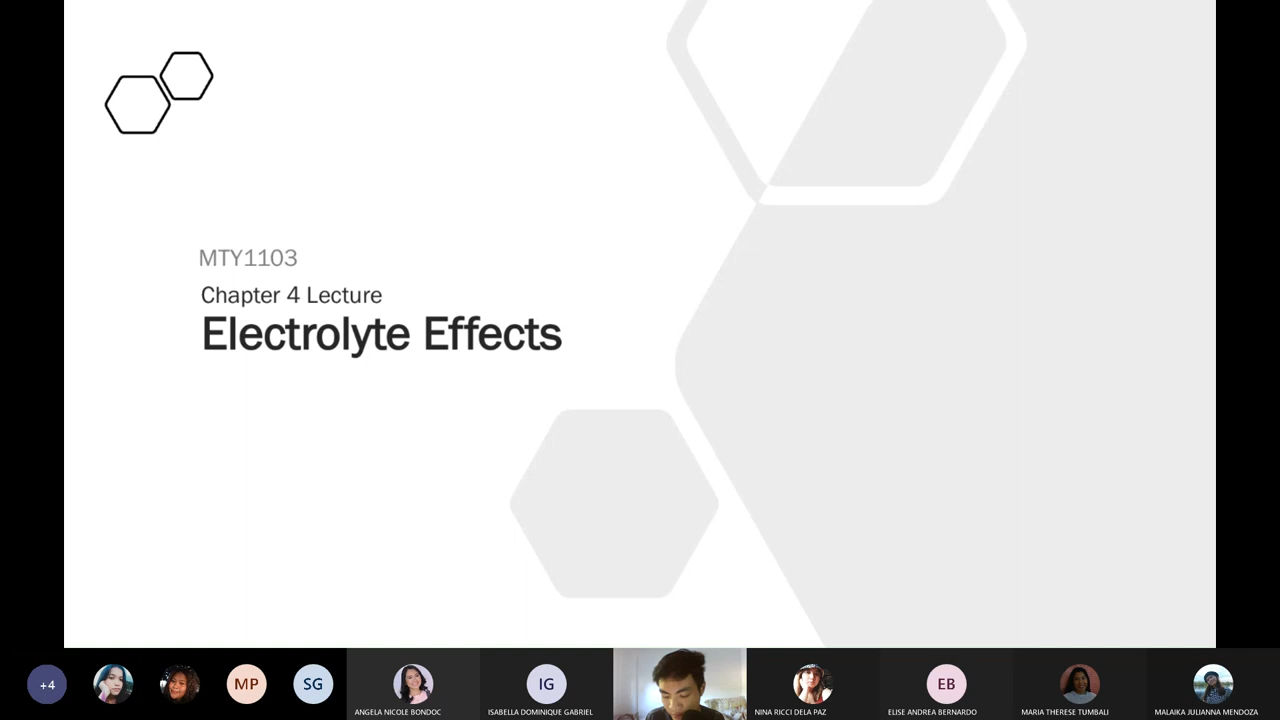 MTY1103
Chapter 4 Lecture
Electrolyte Effects
+4
MP
SG
ANGELA NICOLE BONDOC
IG
ISABELLA DOMINIQUE GABRIEL
NINA RICCI DELA PAZ
EB
ELISE ANDREA BERNARDO
MARIA THERESE TUMBALI
MALAIKA JULIANNA MENDOZA